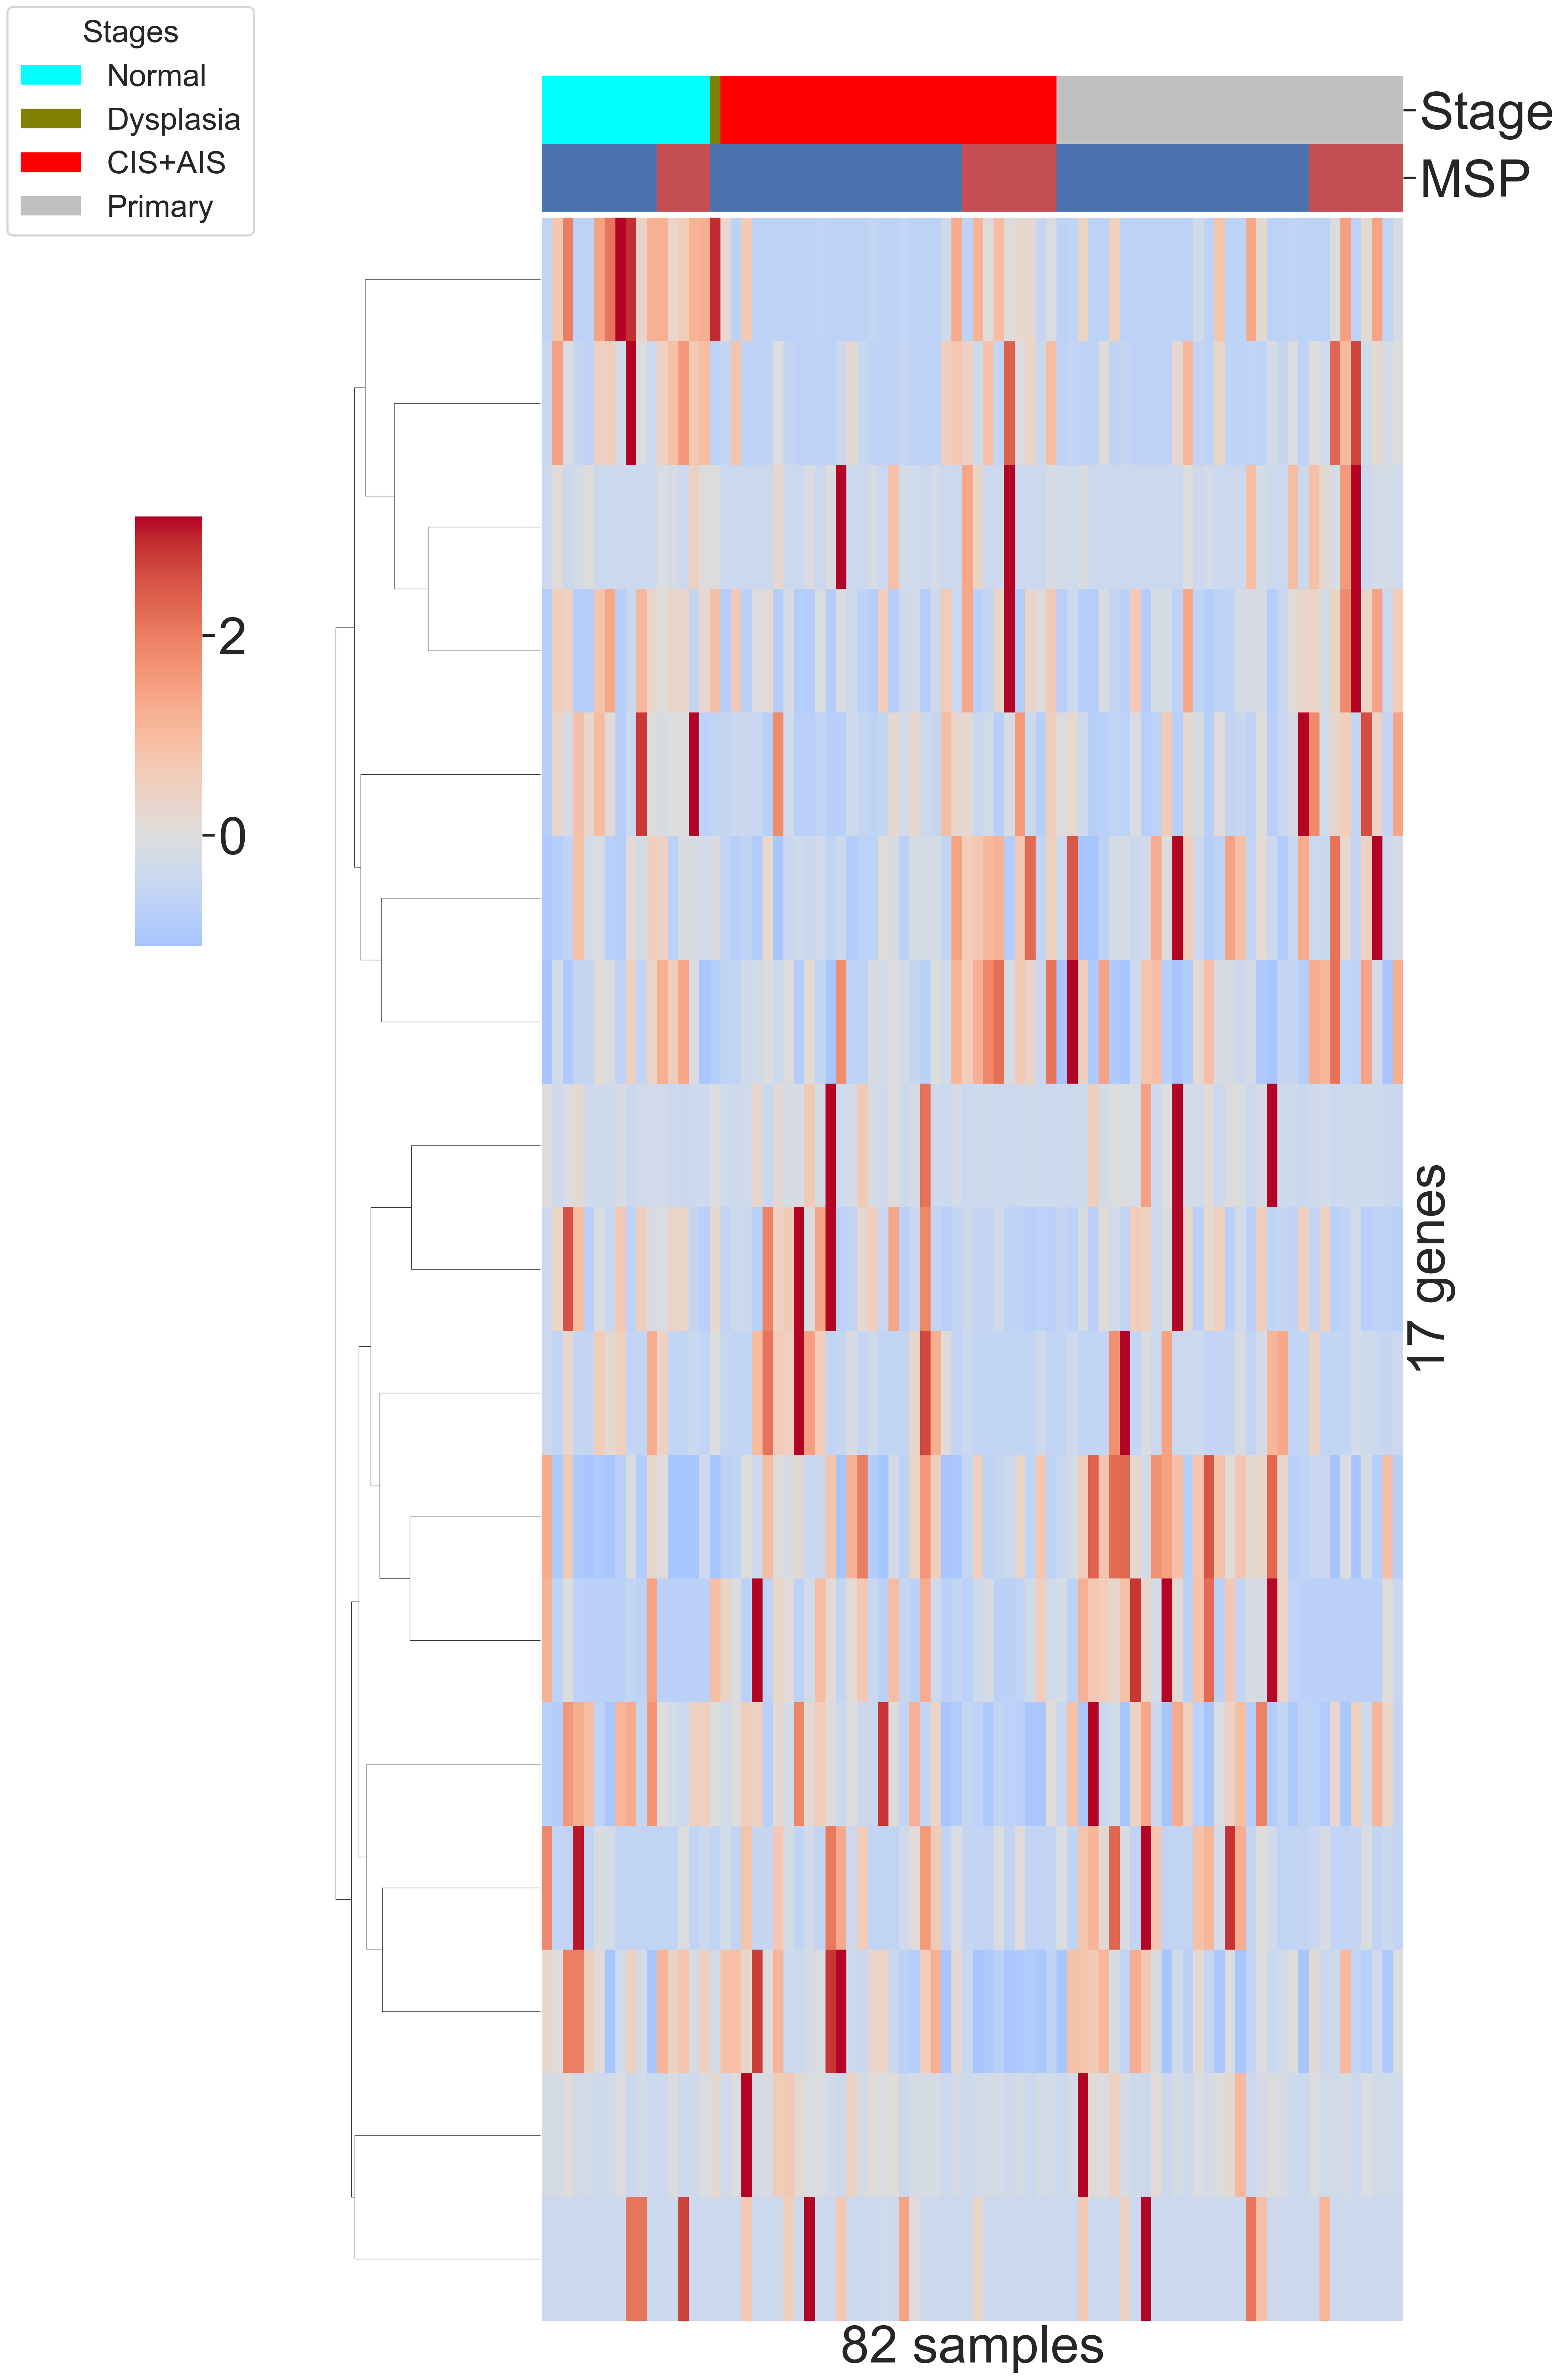 Stages
Normal
Dysplasia
CIS+AIS
Primary
Stage
MSP
2
0
17 genes
82 samples